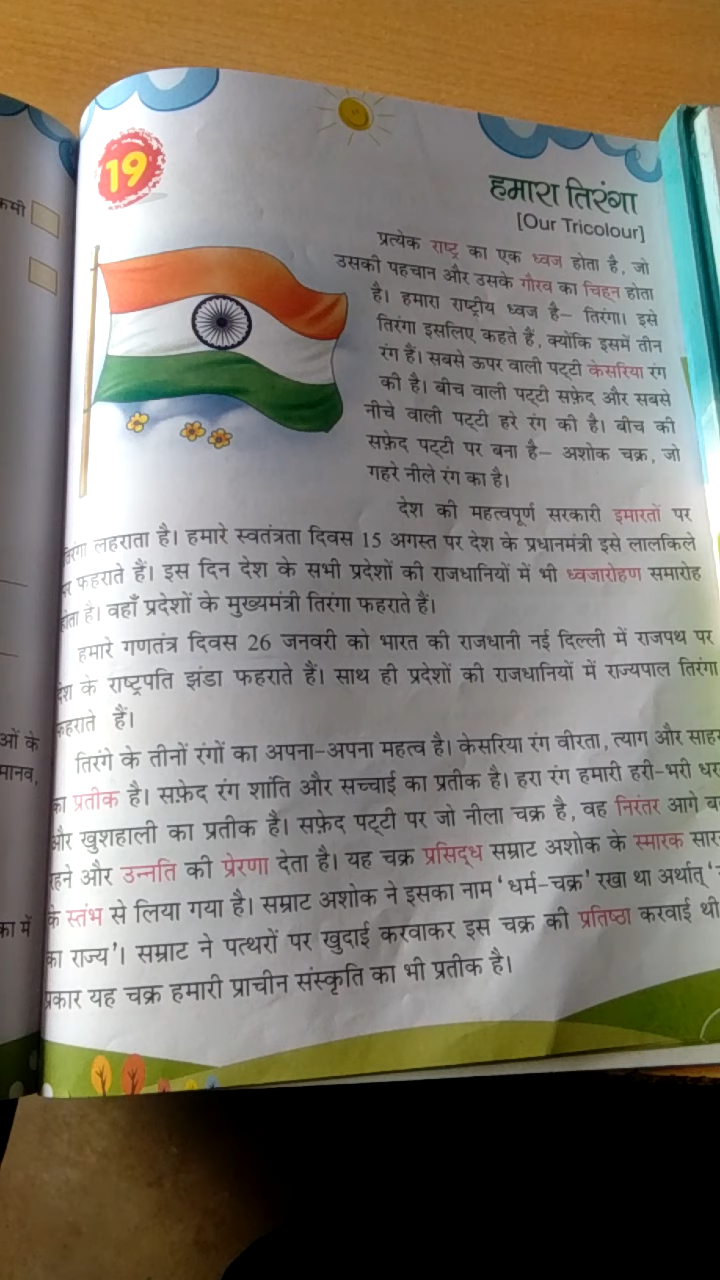 कमी
19
हमारा तिरंगा
[Our Tricolour]
प्रत्येक राष्ट्र का एक ध्वज होता है, जो
उसकी पहचान और उसके गौरव का चिह्न होता
है। हमारा राष्ट्रीय ध्वज है– तिरंगा। इसे
तिरंगा इसलिए कहते हैं, क्योंकि इसमें तीन
रंग हैं। सबसे ऊपर वाली पट्टी केसरिया रंग
की है। बीच वाली पट्टी सफ़ेद और सबसे
नीचे वाली पट्टी हरे रंग की है। बीच की
सफ़ेद पट्टी पर बना है– अशोक चक्र, जो
गहरे नीले रंग का है।
देश की महत्वपूर्ण सरकारी इमारतों पर
तिरंगा लहराता है। हमारे स्वतंत्रता दिवस 15 अगस्त पर देश के प्रधानमंत्री इसे लालकिले
पर फहराते हैं। इस दिन देश के सभी प्रदेशों की राजधानियों में भी ध्वजारोहण समारोह
होता है। वहाँ प्रदेशों के मुख्यमंत्री तिरंगा फहराते हैं।
हमारे गणतंत्र दिवस 26 जनवरी को भारत की राजधानी नई दिल्ली में राजपथ पर
देश के राष्ट्रपति झंडा फहराते हैं। साथ ही प्रदेशों की राजधानियों में राज्यपाल तिरंगा
फहराते हैं।
तिरंगे के तीनों रंगों का अपना-अपना महत्व है। केसरिया रंग वीरता, त्याग और
का प्रतीक है। सफ़ेद रंग शांति और सच्चाई का प्रतीक है। हरा रंग हमारी हरी-भरी
और खुशहाली का प्रतीक है। सफ़ेद पट्टी पर जो नीला चक्र है, वह निरंतर आगे
रहने और उन्नति की प्रेरणा देता है। यह चक्र प्रसिद्ध सम्राट अशोक के स्मारक
के स्तंभ से लिया गया है। सम्राट अशोक ने इसका नाम 'धर्म-चक्र' रखा था अर्थात्
का राज्य'। सम्राट ने पत्थरों पर खुदाई करवाकर इस चक्र की प्रतिष्ठा करवाई थी
प्रकार यह चक्र हमारी प्राचीन संस्कृति का भी प्रतीक है।
ओं के
मानव,
का में